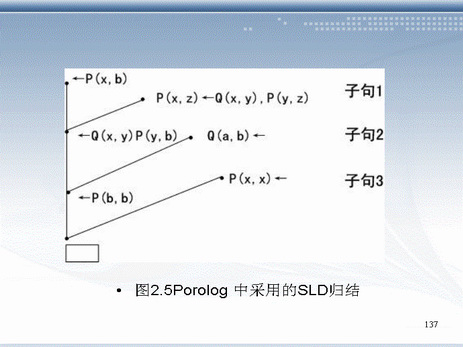 ←P(x,b)
P(x,z)←Q(x,y),P(y,z) 子句1
←Q(x,y)P(y,b) Q(a,b)← 子句2
P(x,x)← 子句3
←P(b,b)
• 图2.5Porolog 中采用的SLD归结
137